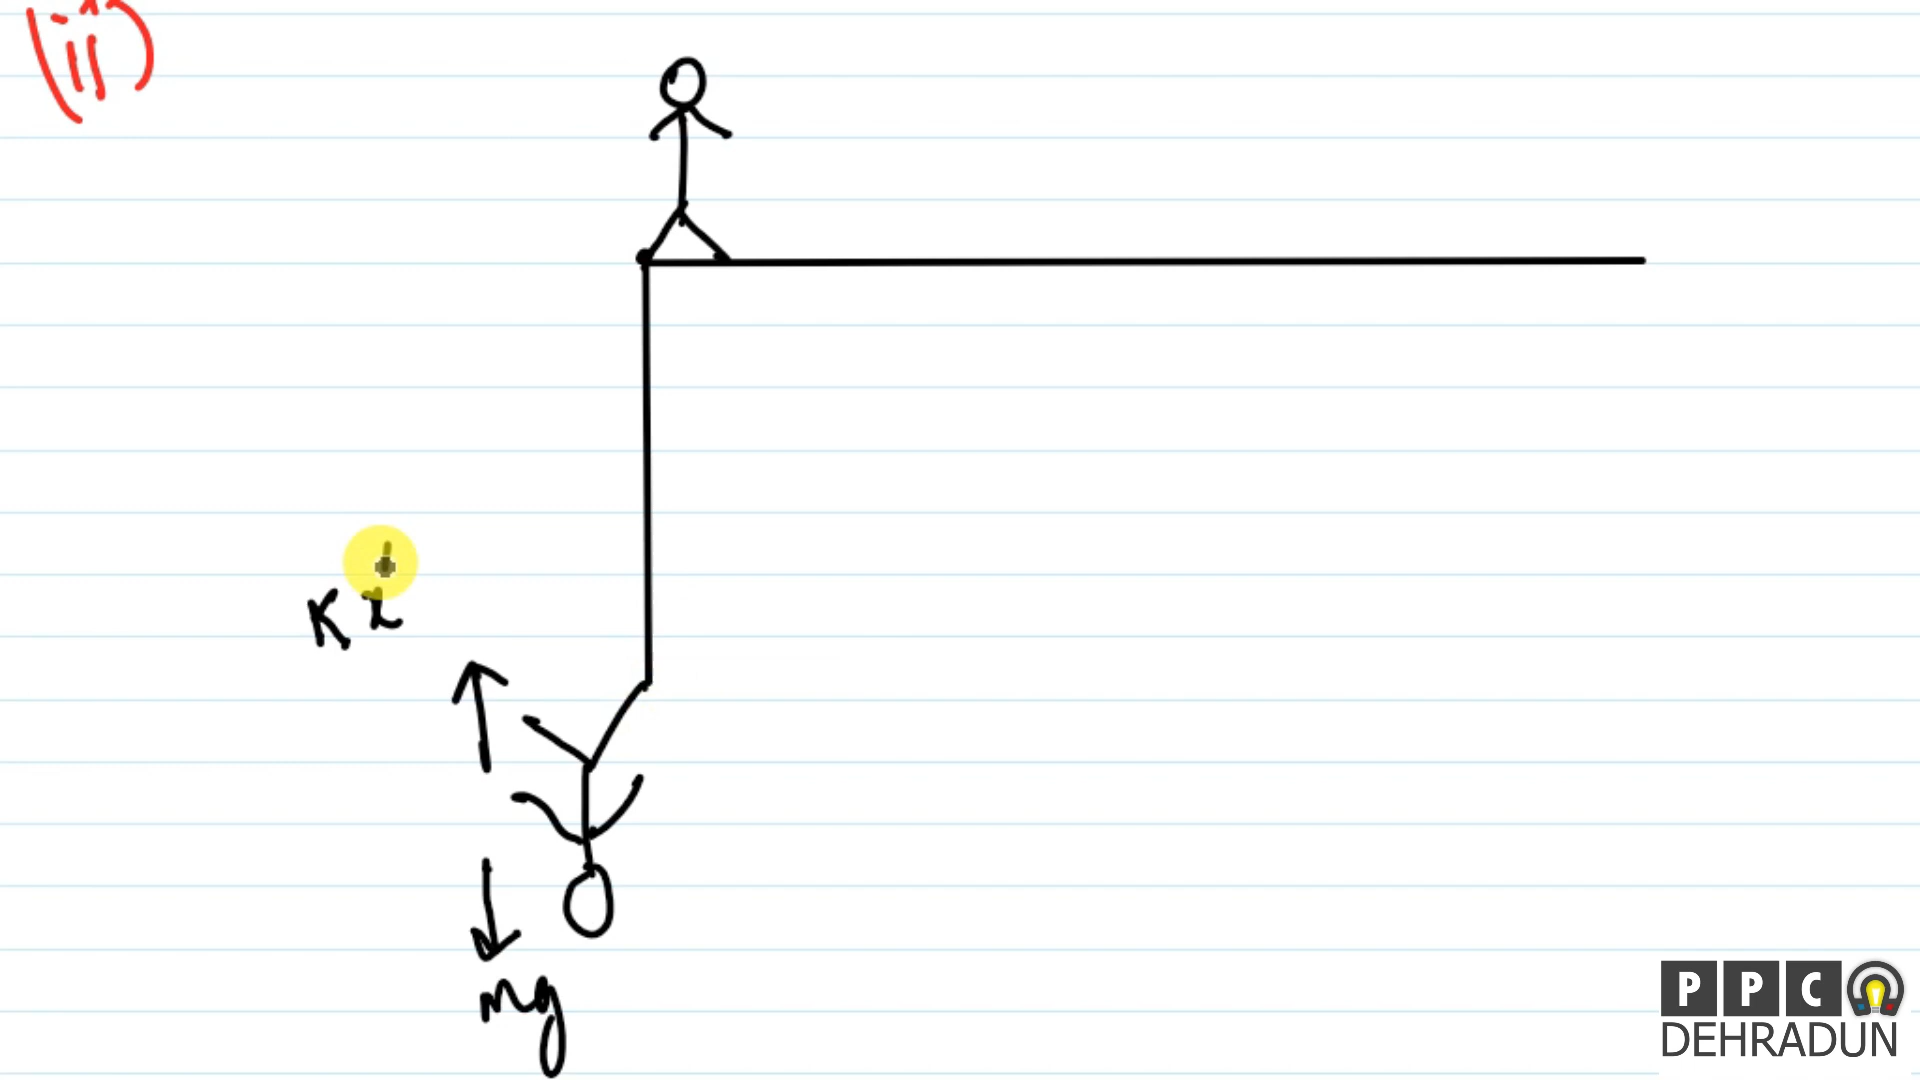 (ii)
Kx
mg
PPC
DEHRADUN